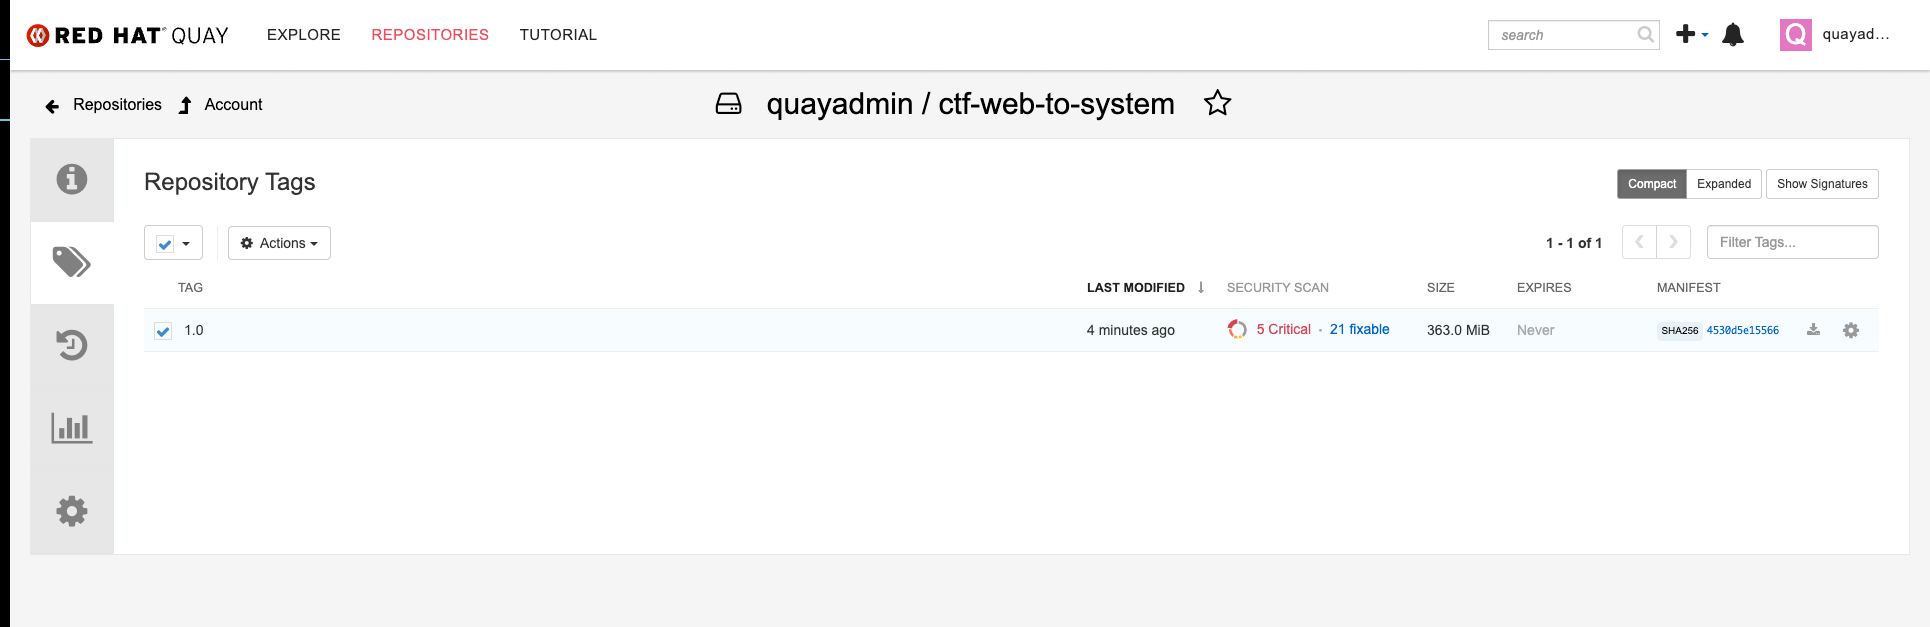 RED HAT® QUAY EXPLORE REPOSITORIES TUTORIAL search Q quayad...
Repositories Account quayadmin / ctf-web-to-system
Repository Tags Compact Expanded Show Signatures
Actions 1 - 1 of 1 Filter Tags...
TAG LAST MODIFIED ↓ SECURITY SCAN SIZE EXPIRES MANIFEST
1.0 4 minutes ago 5 Critical · 21 fixable 363.0 MiB Never SHA256 4530d5e15566